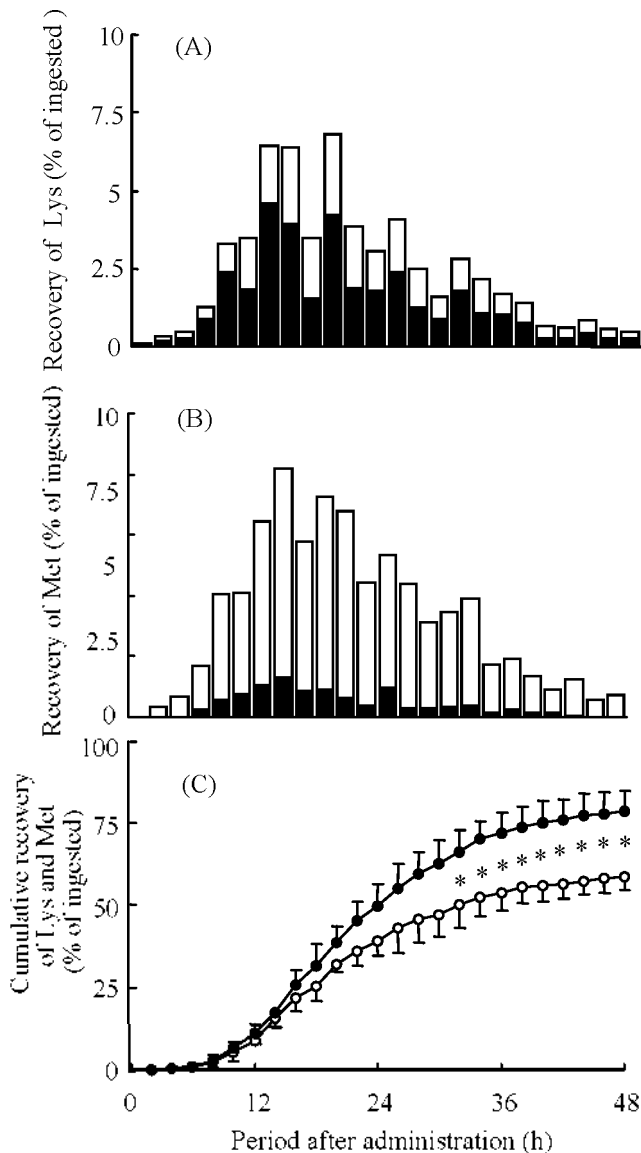 (A)
Recovery of Lys (% of ingested )
10
7.5
5
2.5
0
(B)
Recovery of Met (% of ingested)
10
7.5
5
2.5
0
(C)
Cumulative recovery
of Lys and Met
(% of ingested)
100
75
50
25
0
* * * * * * * * *
0 12 24 36 48
Period after administration (h)